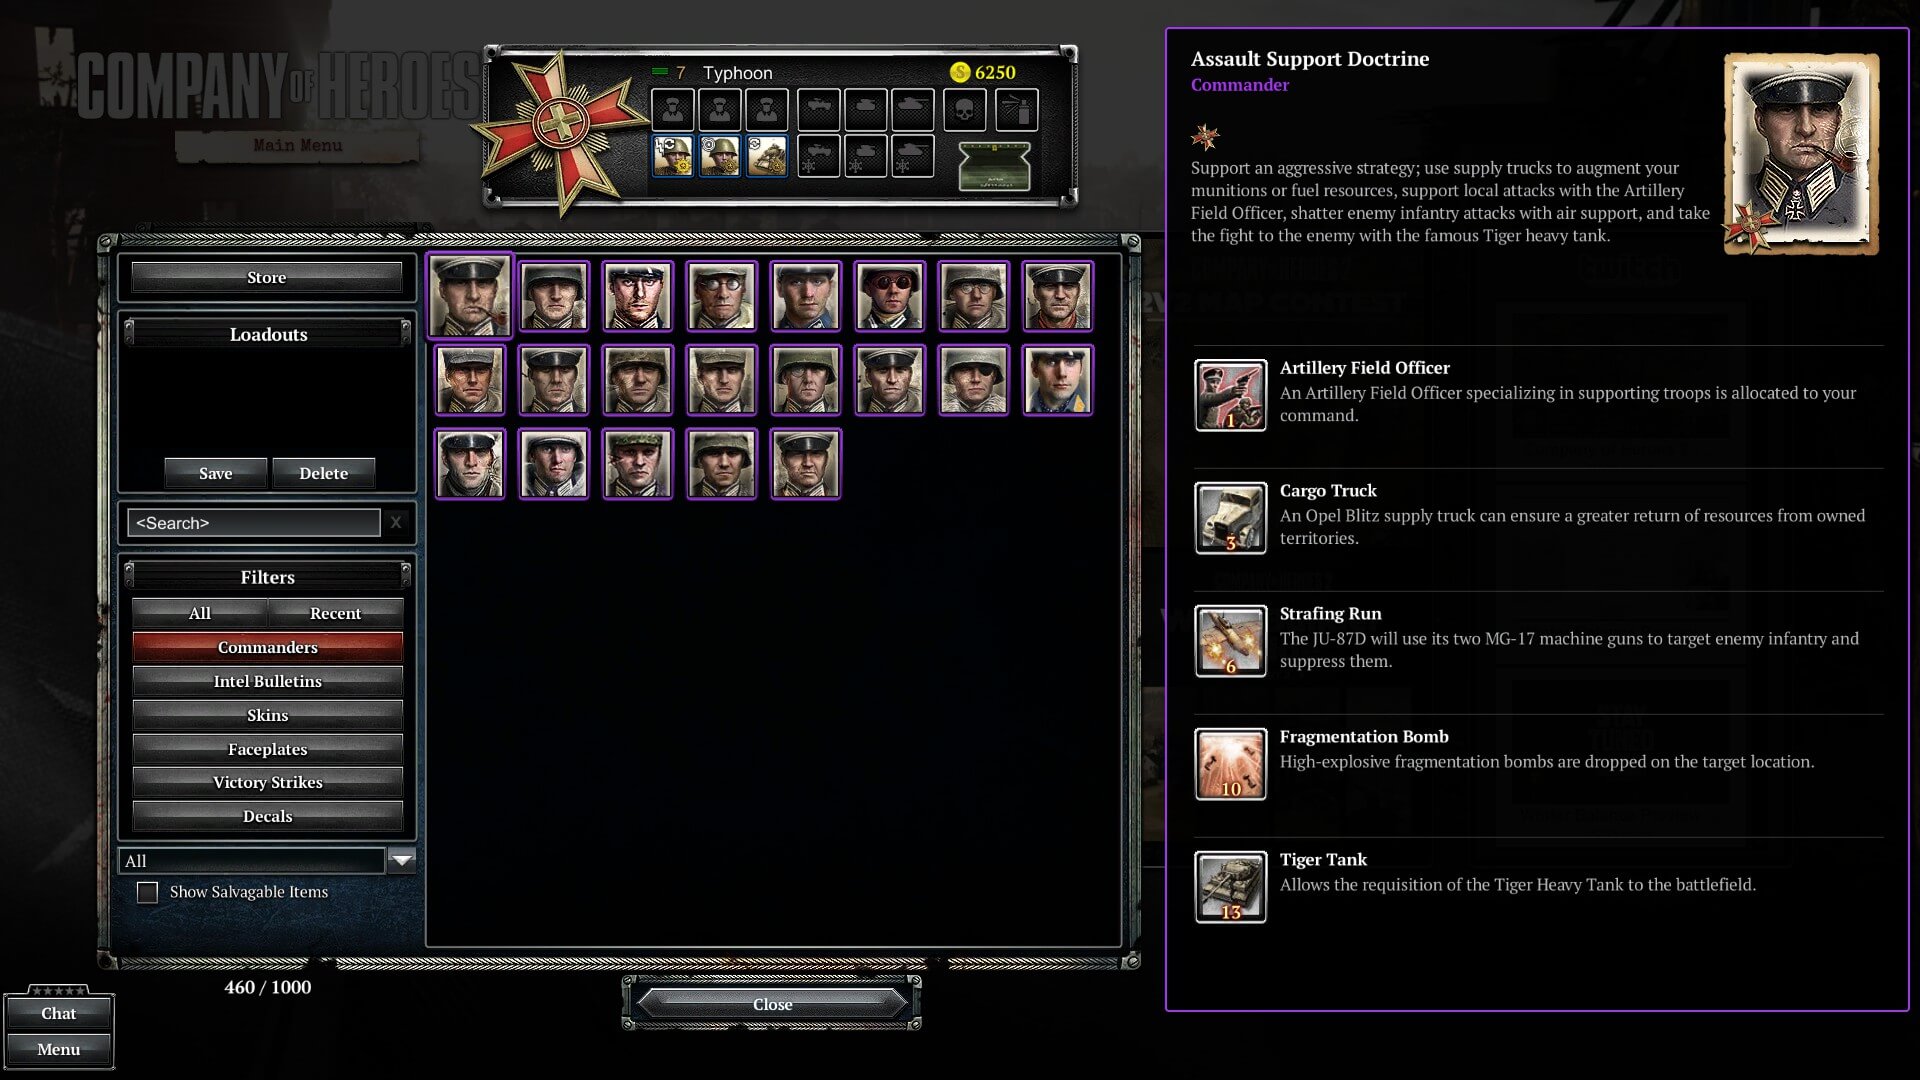 COMPANY OF HEROES
Main Menu
7 Typhoon
6250
Store
Loadouts
Save
Delete
<Search>
X
Filters
All
Recent
Commanders
Intel Bulletins
Skins
Faceplates
Victory Strikes
Decals
All
Show Salvagable Items
460 / 1000
Close
Chat
Menu
Assault Support Doctrine
Commander
Support an aggressive strategy; use supply trucks to augment your
munitions or fuel resources, support local attacks with the Artillery
Field Officer, shatter enemy infantry attacks with air support, and take
the fight to the enemy with the famous Tiger heavy tank.
1
Artillery Field Officer
An Artillery Field Officer specializing in supporting troops is allocated to your
command.
3
Cargo Truck
An Opel Blitz supply truck can ensure a greater return of resources from owned
territories.
6
Strafing Run
The JU-87D will use its two MG-17 machine guns to target enemy infantry and
suppress them.
10
Fragmentation Bomb
High-explosive fragmentation bombs are dropped on the target location.
13
Tiger Tank
Allows the requisition of the Tiger Heavy Tank to the battlefield.